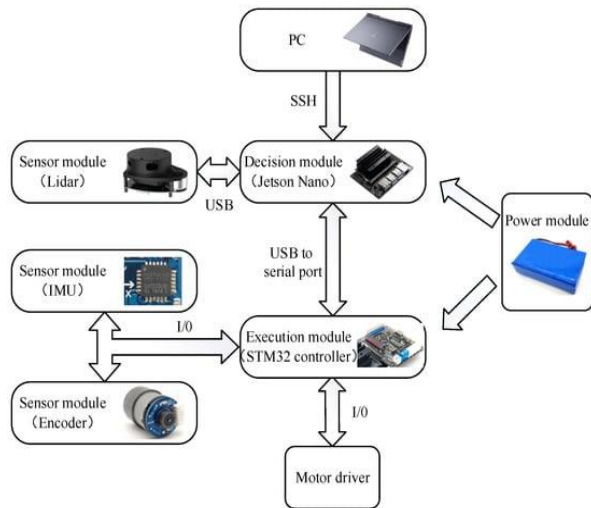 PC
SSH
Sensor module
（Lidar）
USB
Decision module
（Jetson Nano）
Power module
USB to
serial port
Sensor module
（IMU）
I/0
Execution module
（STM32 controller）
Sensor module
（Encoder）
I/0
Motor driver